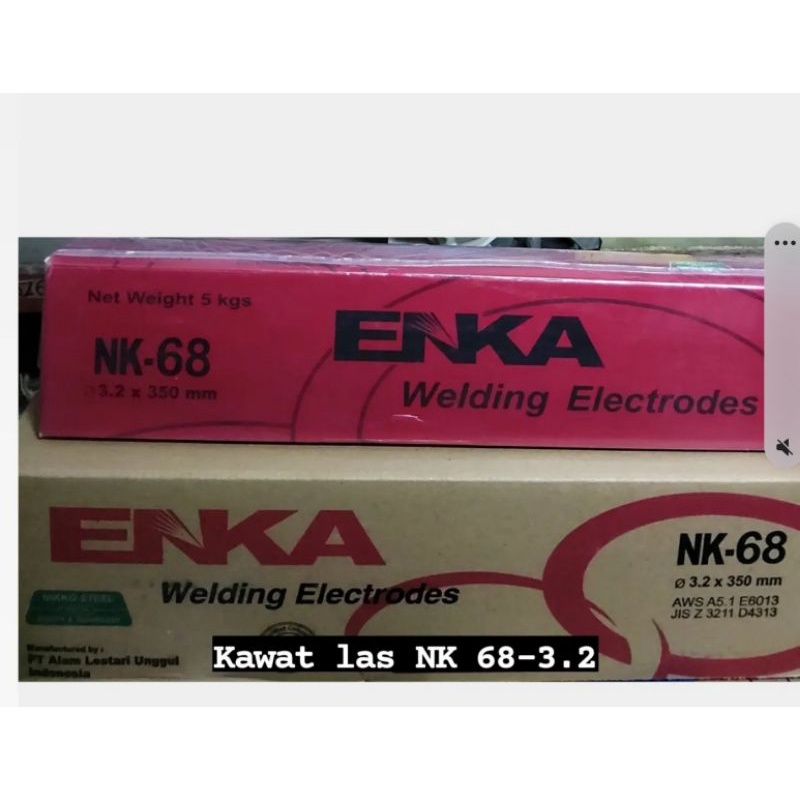 Net Weight 5 kgs
NK-68
ø3.2 x 350 mm
ENKA
Welding Electrodes
ENKA
Welding Electrodes
NK-68
ø 3.2 x 350 mm
AWS A5.1 E6013
JIS Z 3211 D4313
NIKKO STEEL
Manufactured by :
PT Alam Lestari Unggul
Indonesia
Kawat las NK 68-3.2